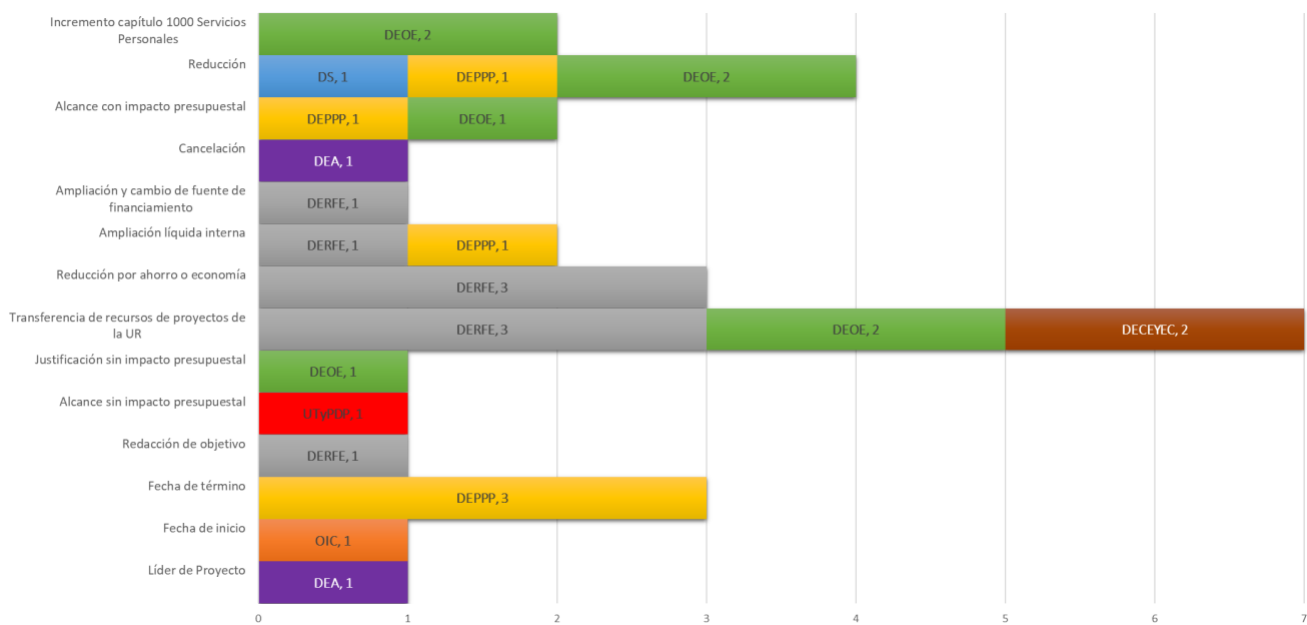 Incremento capítulo 1000 Servicios
Personales
DEOE, 2
Reducción
DS, 1
DEPPP, 1
DEOE, 2
Alcance con impacto presupuestal
DEPPP, 1
DEOE, 1
Cancelación
DEA, 1
Ampliación y cambio de fuente de
financiamiento
DERFE, 1
Ampliación líquida interna
DERFE, 1
DEPPP, 1
Reducción por ahorro o economía
DERFE, 3
Transferencia de recursos de proyectos de
la UR
DERFE, 3
DEOE, 2
DECEYEC, 2
Justificación sin impacto presupuestal
DEOE, 1
Alcance sin impacto presupuestal
UTyPDP, 1
Redacción de objetivo
DERFE, 1
Fecha de término
DEPPP, 3
Fecha de inicio
OIC, 1
Líder de Proyecto
DEA, 1
0
1
2
3
4
5
6
7